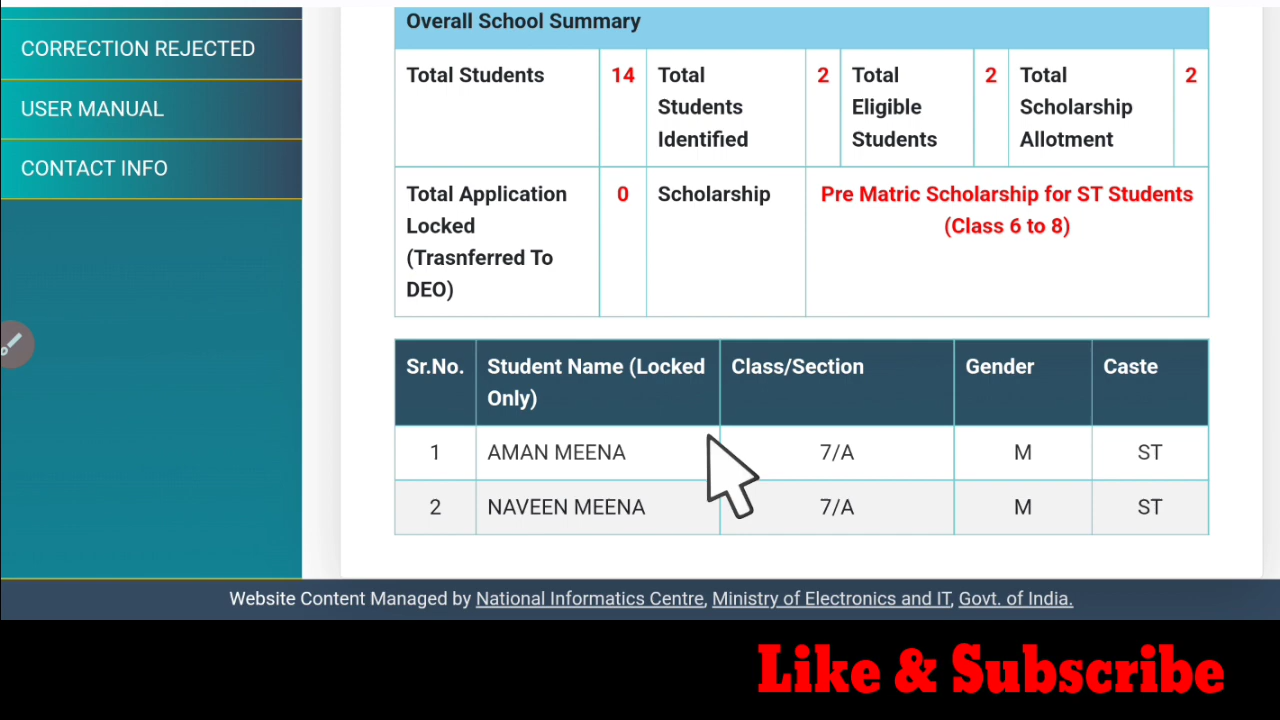 Overall School Summary
CORRECTION REJECTED
USER MANUAL
CONTACT INFO
Total Students 14 Total Students Identified 2 Total Eligible Students 2 Total Scholarship Allotment 2
Total Application Locked (Trasnferred To DEO) 0 Scholarship Pre Matric Scholarship for ST Students (Class 6 to 8)
Sr.No. Student Name (Locked Only) Class/Section Gender Caste
1 AMAN MEENA 7/A M ST
2 NAVEEN MEENA 7/A M ST
Website Content Managed by National Informatics Centre, Ministry of Electronics and IT, Govt. of India.
Like & Subscribe